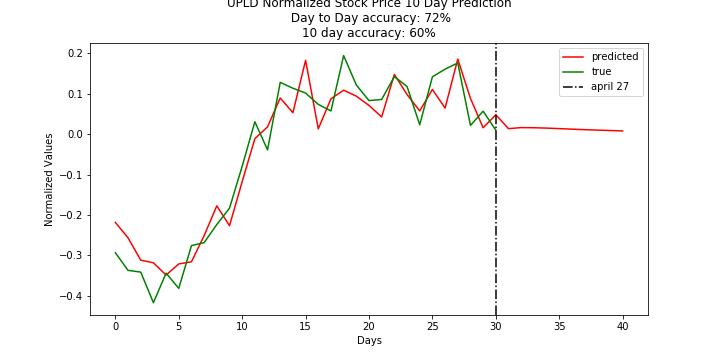 UPLD Normalized Stock Price 10 Day Prediction
Day to Day accuracy: 72%
10 day accuracy: 60%
predicted
true
april 27
Normalized Values
0.2
0.1
0.0
−0.1
−0.2
−0.3
−0.4
0 5 10 15 20 25 30 35 40
Days